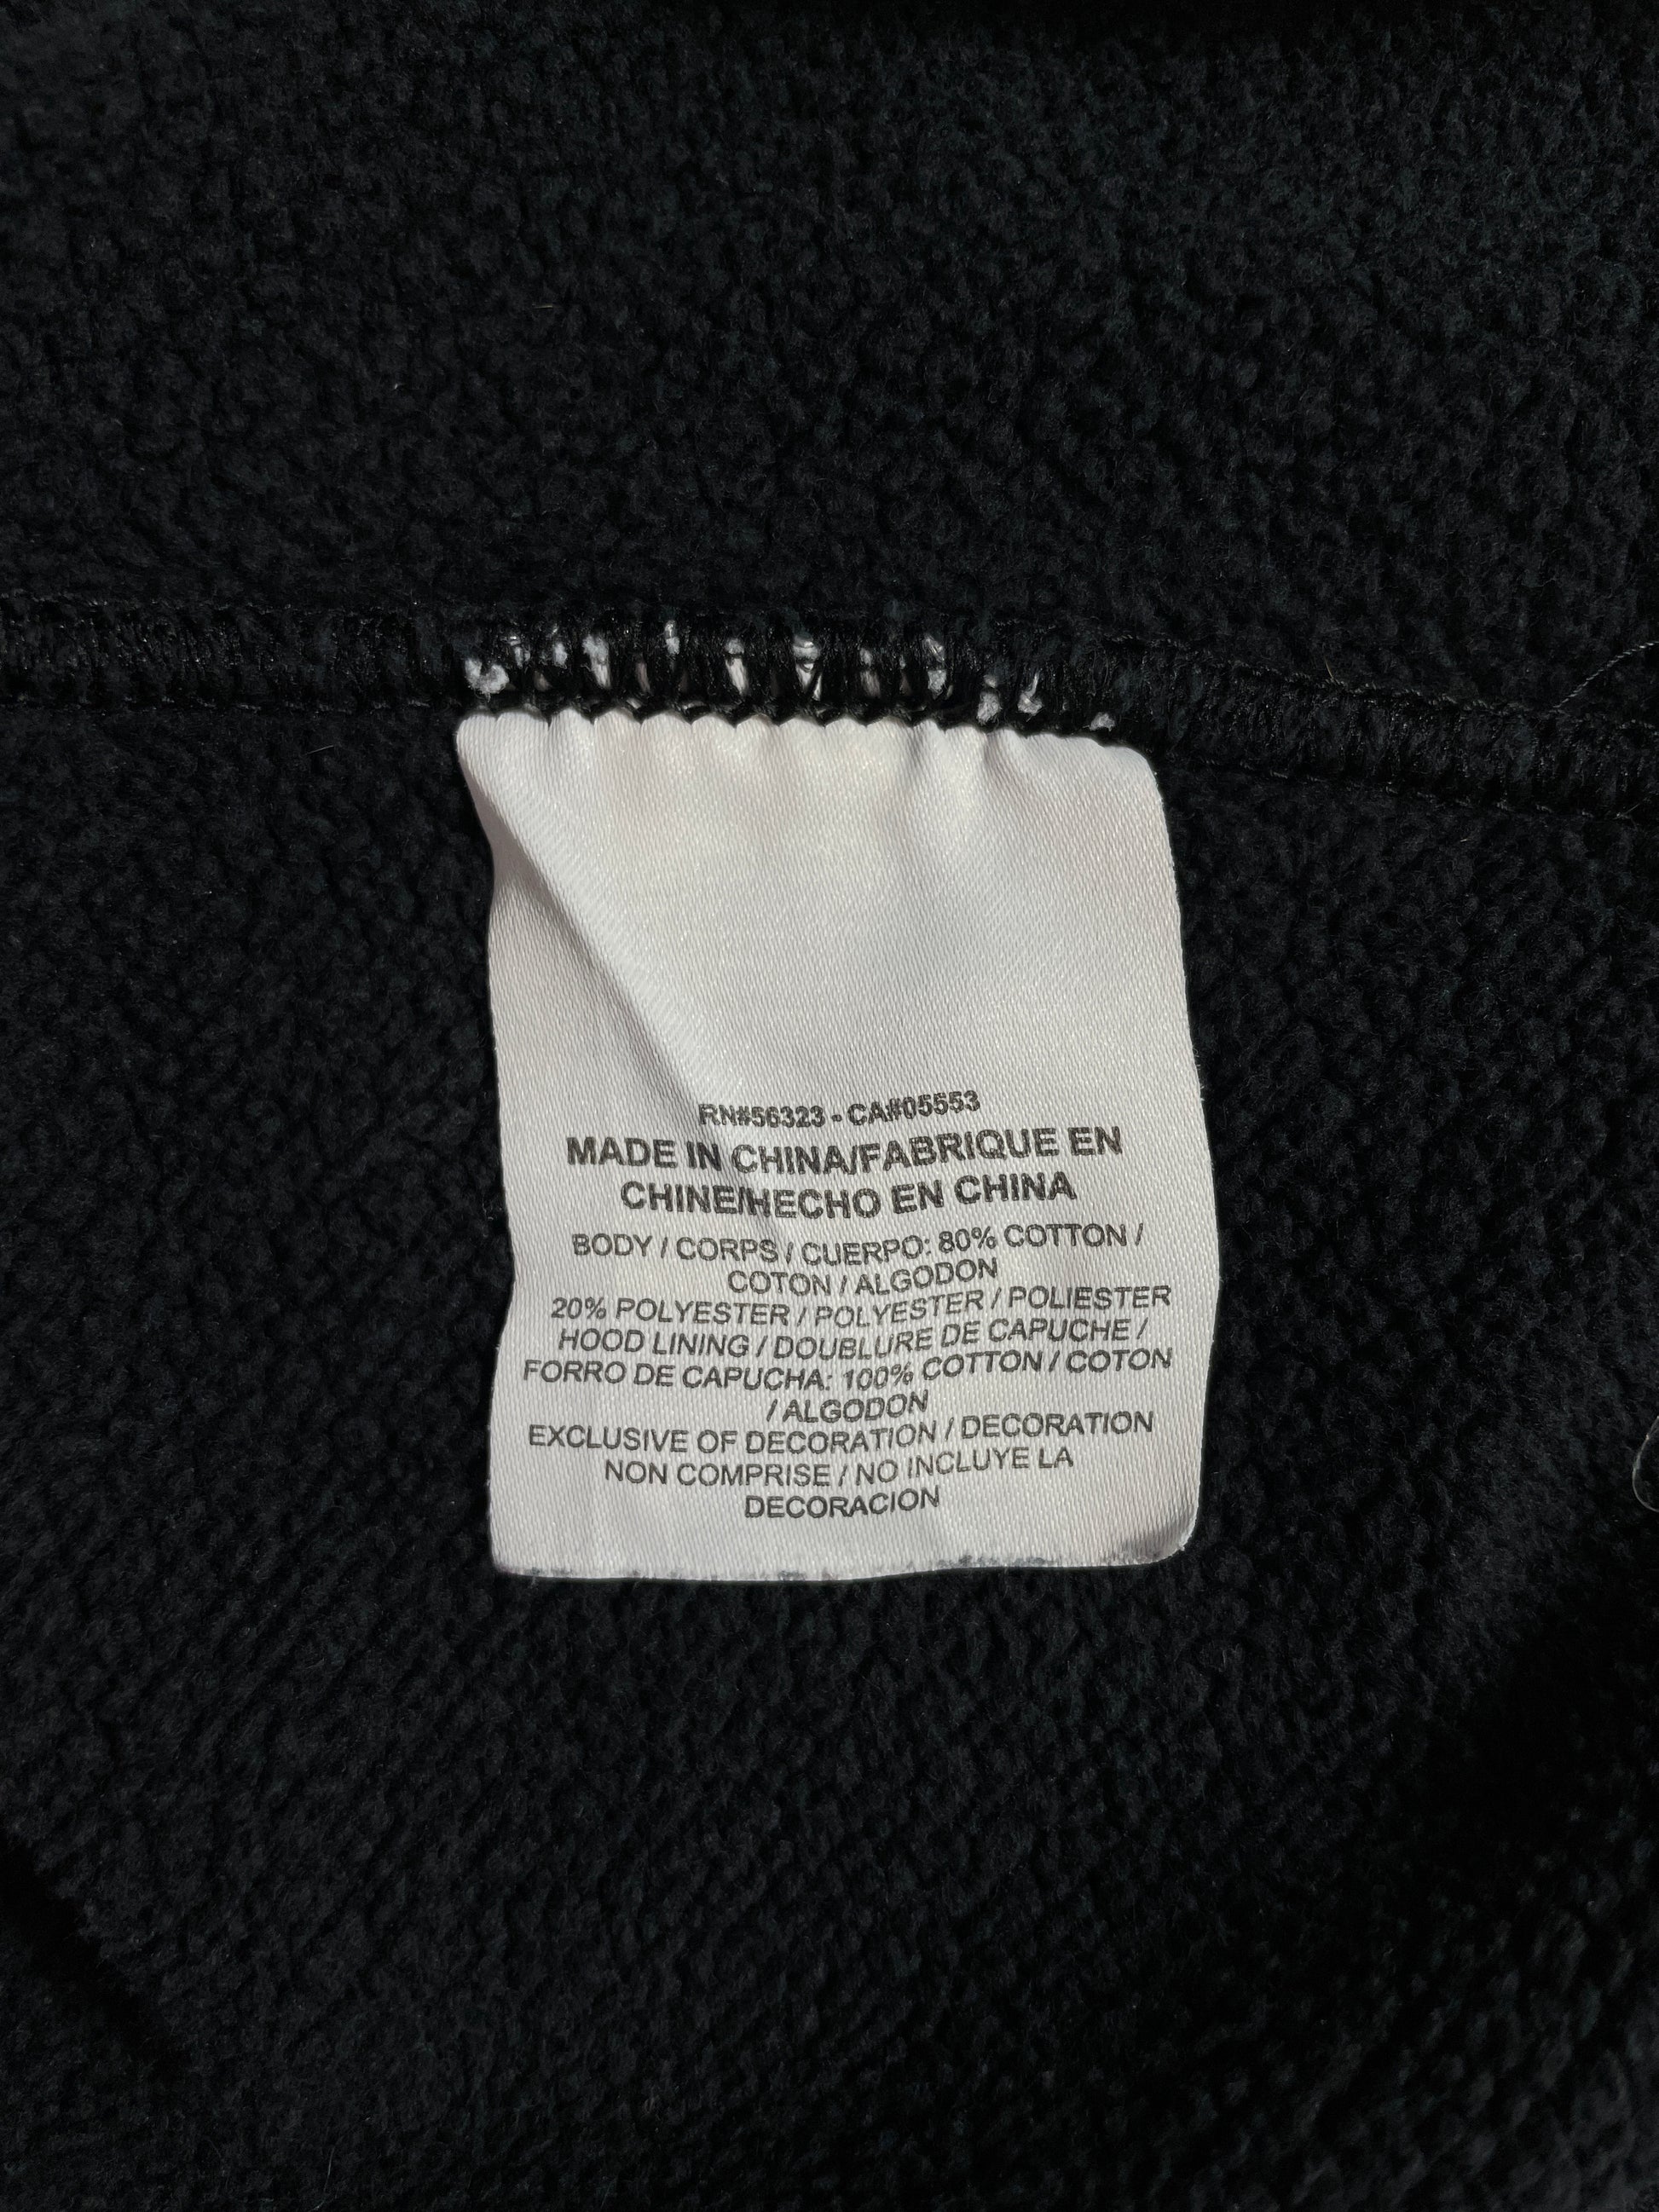 RN#56323 - CA#05553
MADE IN CHINA/FABRIQUE EN
CHINE/HECHO EN CHINA
BODY / CORPS / CUERPO: 80% COTTON /
COTON / ALGODON
20% POLYESTER / POLYESTER / POLIESTER
HOOD LINING / DOUBLURE DE CAPUCHE /
FORRO DE CAPUCHA: 100% COTTON / COTON
/ ALGODON
EXCLUSIVE OF DECORATION / DECORATION
NON COMPRISE / NO INCLUYE LA
DECORACION